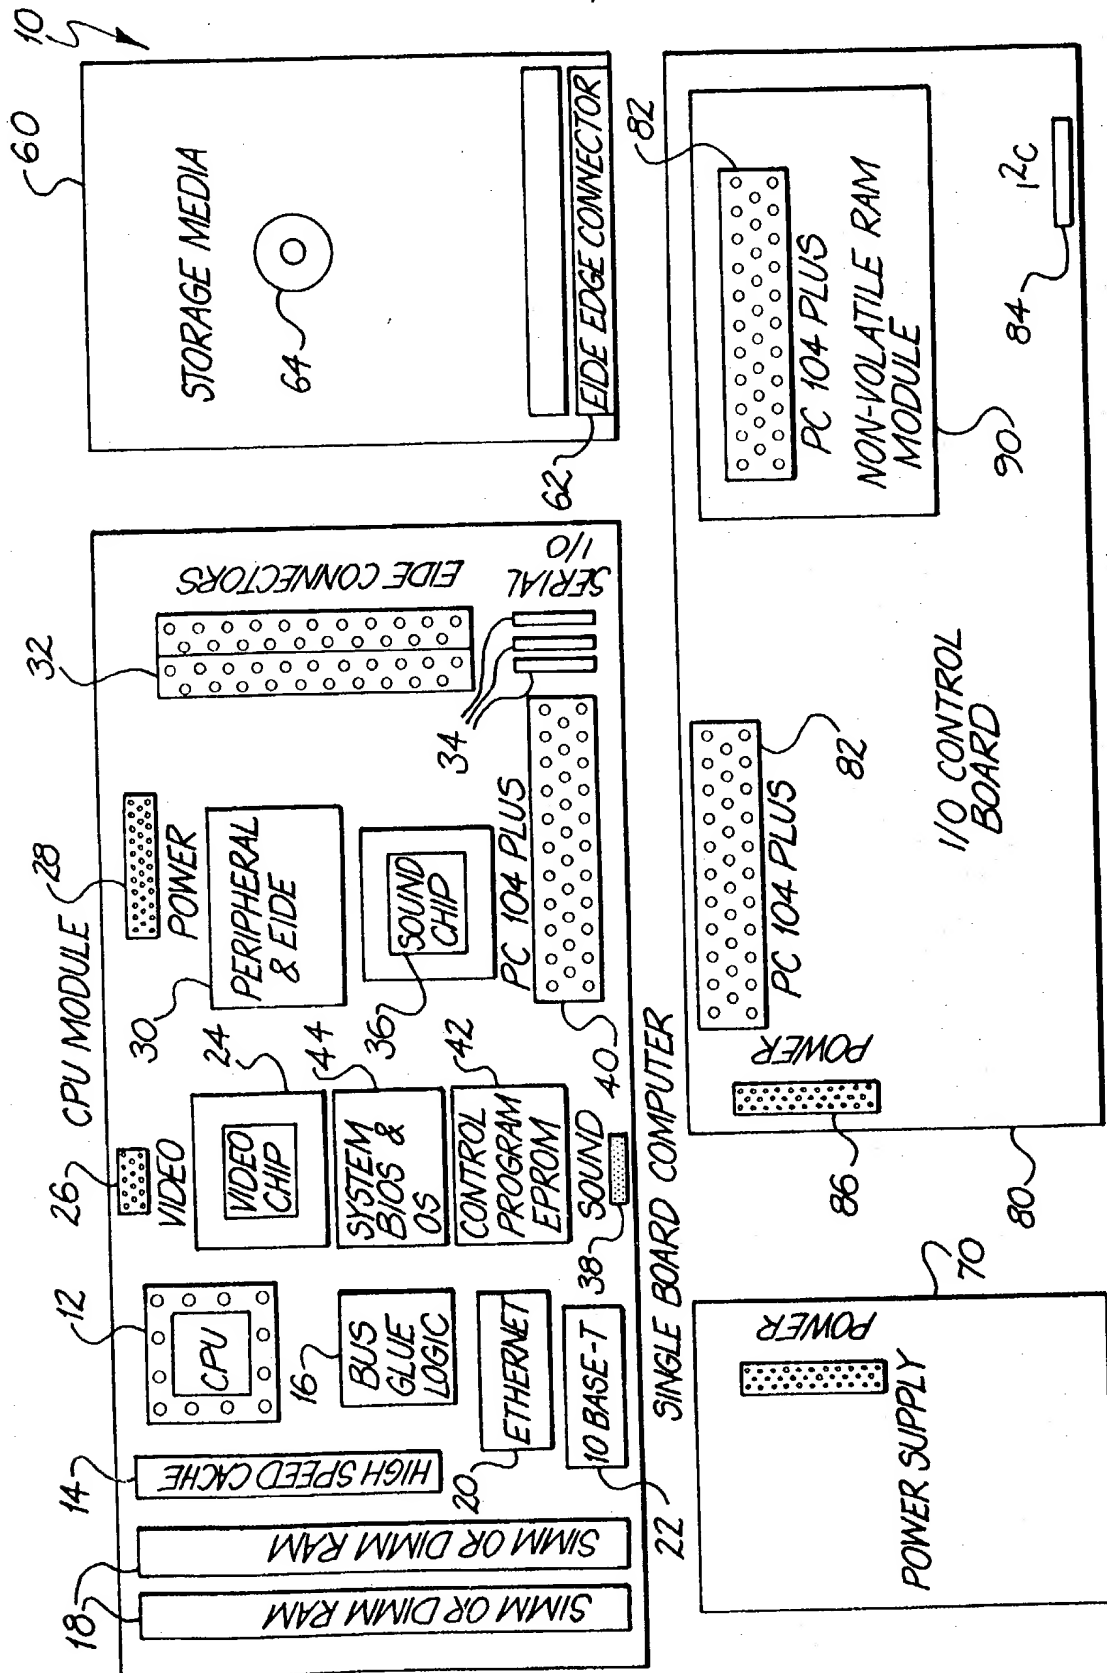 10
60
STORAGE MEDIA
64
EIDE EDGE CONNECTOR
62
CPU MODULE
18
SIMM OR DIMM RAM
SIMM OR DIMM RAM
14
HIGH SPEED CACHE
12
CPU
16
BUS
GLUE
LOGIC
20
ETHERNET
22
10 BASE-T
26
VIDEO
24
VIDEO
CHIP
44
SYSTEM
BIOS &
OS
42
CONTROL
PROGRAM
EPROM
38
SOUND
28
POWER
30
PERIPHERAL
& EIDE
36
SOUND
CHIP
PC 104 PLUS
40
32
EIDE CONNECTORS
34
SERIAL
I/O
SINGLE BOARD COMPUTER
70
POWER
POWER SUPPLY
80
86
POWER
82
PC 104 PLUS
I/O CONTROL
BOARD
82
PC 104 PLUS
NON-VOLATILE RAM
MODULE
90
84
I2C